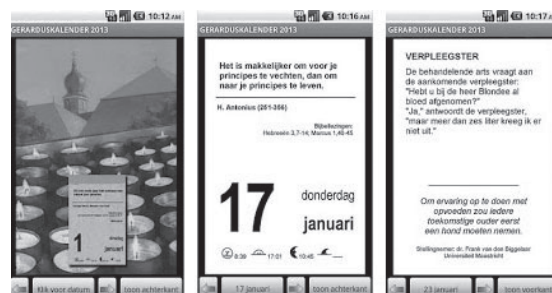 10:12 AM
GERARDUSKALENDER 2013
1
dinsdag
januari
Klik voor datum
toon achterkant
10:16 AM
GERARDUSKALENDER 2013
Het is makkelijker om voor je
principes te vechten, dan om
naar je principes te leven.
H. Antonius (251-356)
Bijbellezingen:
Hebreeën 3,7-14; Marcus 1,40-45
17
donderdag
januari
8:38
17:01
10:45
17 januari
toon achterkant
10:17 A
GERARDUSKALENDER 2013
VERPLEEGSTER
De behandelende arts vraagt aan
de aankomende verpleegster:
"Hebt u bij de heer Blondee al
bloed afgenomen?"
"Ja," antwoordt de verpleegster,
"maar meer dan zes liter kreeg ik er
niet uit."
Om ervaring op te doen met
opvoeden zou iedere
toekomstige ouder eerst
een hond moeten nemen.
Stellingnamer: dr. Frank van den Biggelaar
Universiteit Maastricht
23 januari
toon voorkan